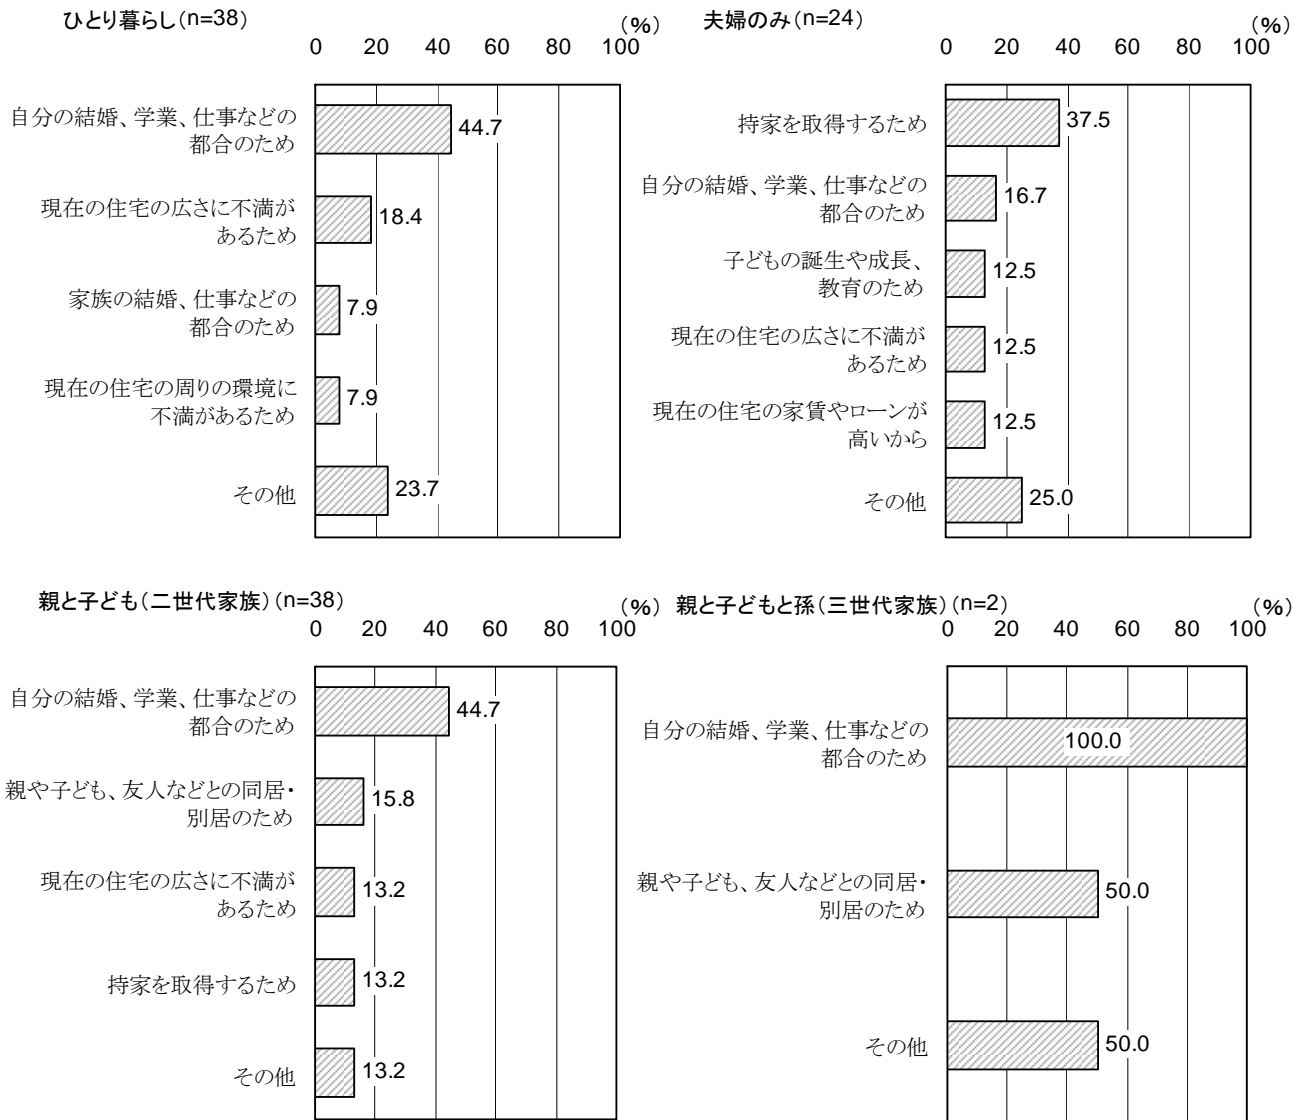 ひとり暮らし(n=38)
(%)
0 20 40 60 80 100
自分の結婚、学業、仕事などの
都合のため
44.7
現在の住宅の広さに不満が
あるため
18.4
家族の結婚、仕事などの
都合のため
7.9
現在の住宅の周りの環境に
不満があるため
7.9
その他
23.7
夫婦のみ(n=24)
(%)
0 20 40 60 80 100
持家を取得するため
37.5
自分の結婚、学業、仕事などの
都合のため
16.7
子どもの誕生や成長、
教育のため
12.5
現在の住宅の広さに不満が
あるため
12.5
現在の住宅の家賃やローンが
高いから
12.5
その他
25.0
親と子ども(二世代家族)(n=38)
(%)
0 20 40 60 80 100
自分の結婚、学業、仕事などの
都合のため
44.7
親や子ども、友人などとの同居・
別居のため
15.8
現在の住宅の広さに不満が
あるため
13.2
持家を取得するため
13.2
その他
13.2
親と子どもと孫(三世代家族)(n=2)
(%)
0 20 40 60 80 100
自分の結婚、学業、仕事などの
都合のため
100.0
親や子ども、友人などとの同居・
別居のため
50.0
その他
50.0